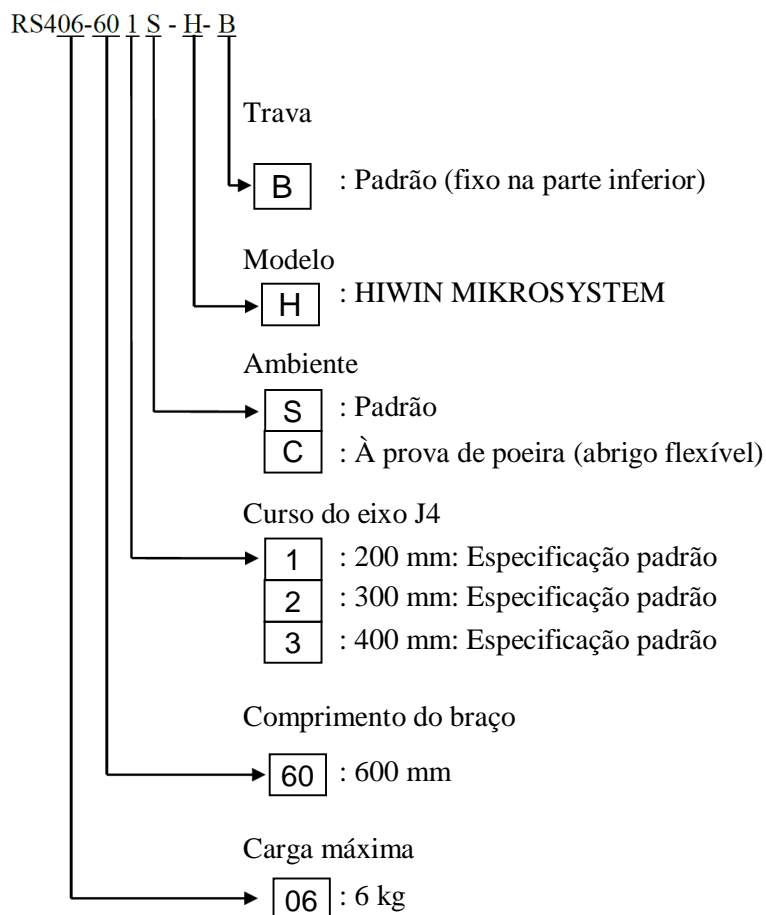 RS406-60 1 S - H- B
Trava
B : Padrão (fixo na parte inferior)
Modelo
H : HIWIN MIKROSYSTEM
Ambiente
S : Padrão
C : À prova de poeira (abrigo flexível)
Curso do eixo J4
1 : 200 mm: Especificação padrão
2 : 300 mm: Especificação padrão
3 : 400 mm: Especificação padrão
Comprimento do braço
60 : 600 mm
Carga máxima
06 : 6 kg